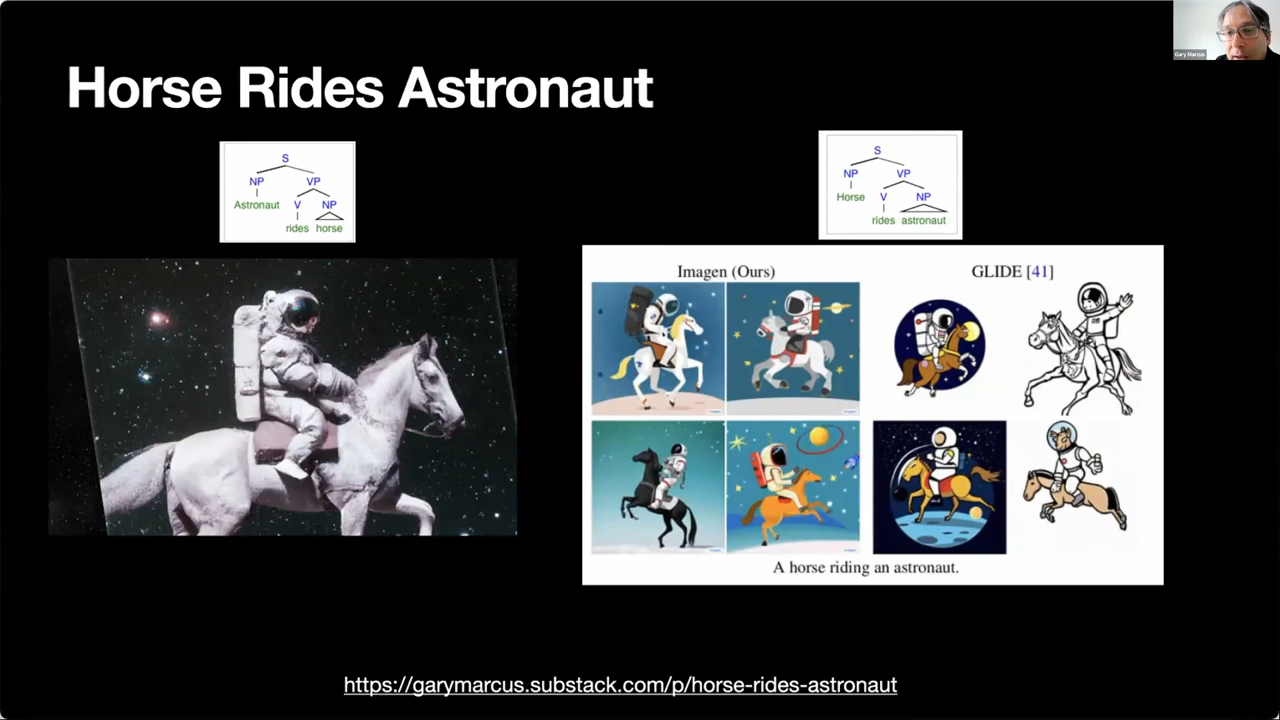 Gary Marcus
Horse Rides Astronaut
S
NP VP
Astronaut V NP
rides horse
S
NP VP
Horse V NP
rides astronaut
Imagen (Ours) GLIDE [41]
A horse riding an astronaut.
https://garymarcus.substack.com/p/horse-rides-astronaut